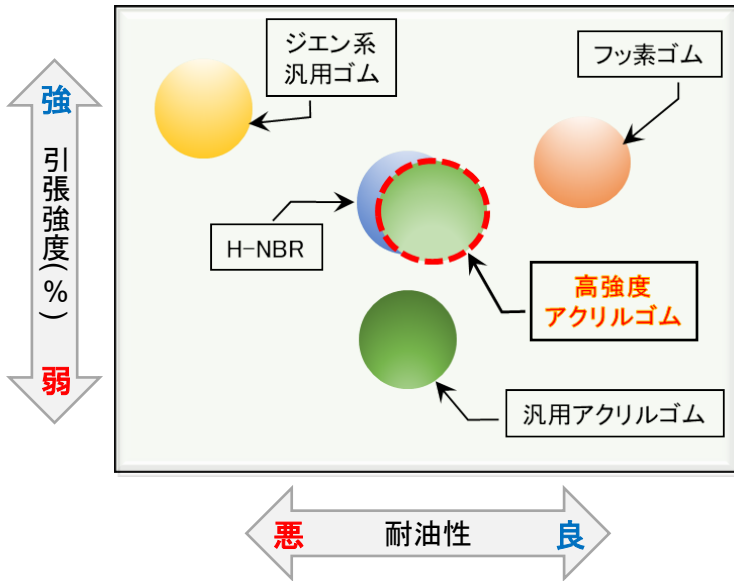 ジエン系
汎用ゴム
フッ素ゴム
強
引張強度(％)
弱
H-NBR
高強度
アクリルゴム
汎用アクリルゴム
悪
耐油性
良